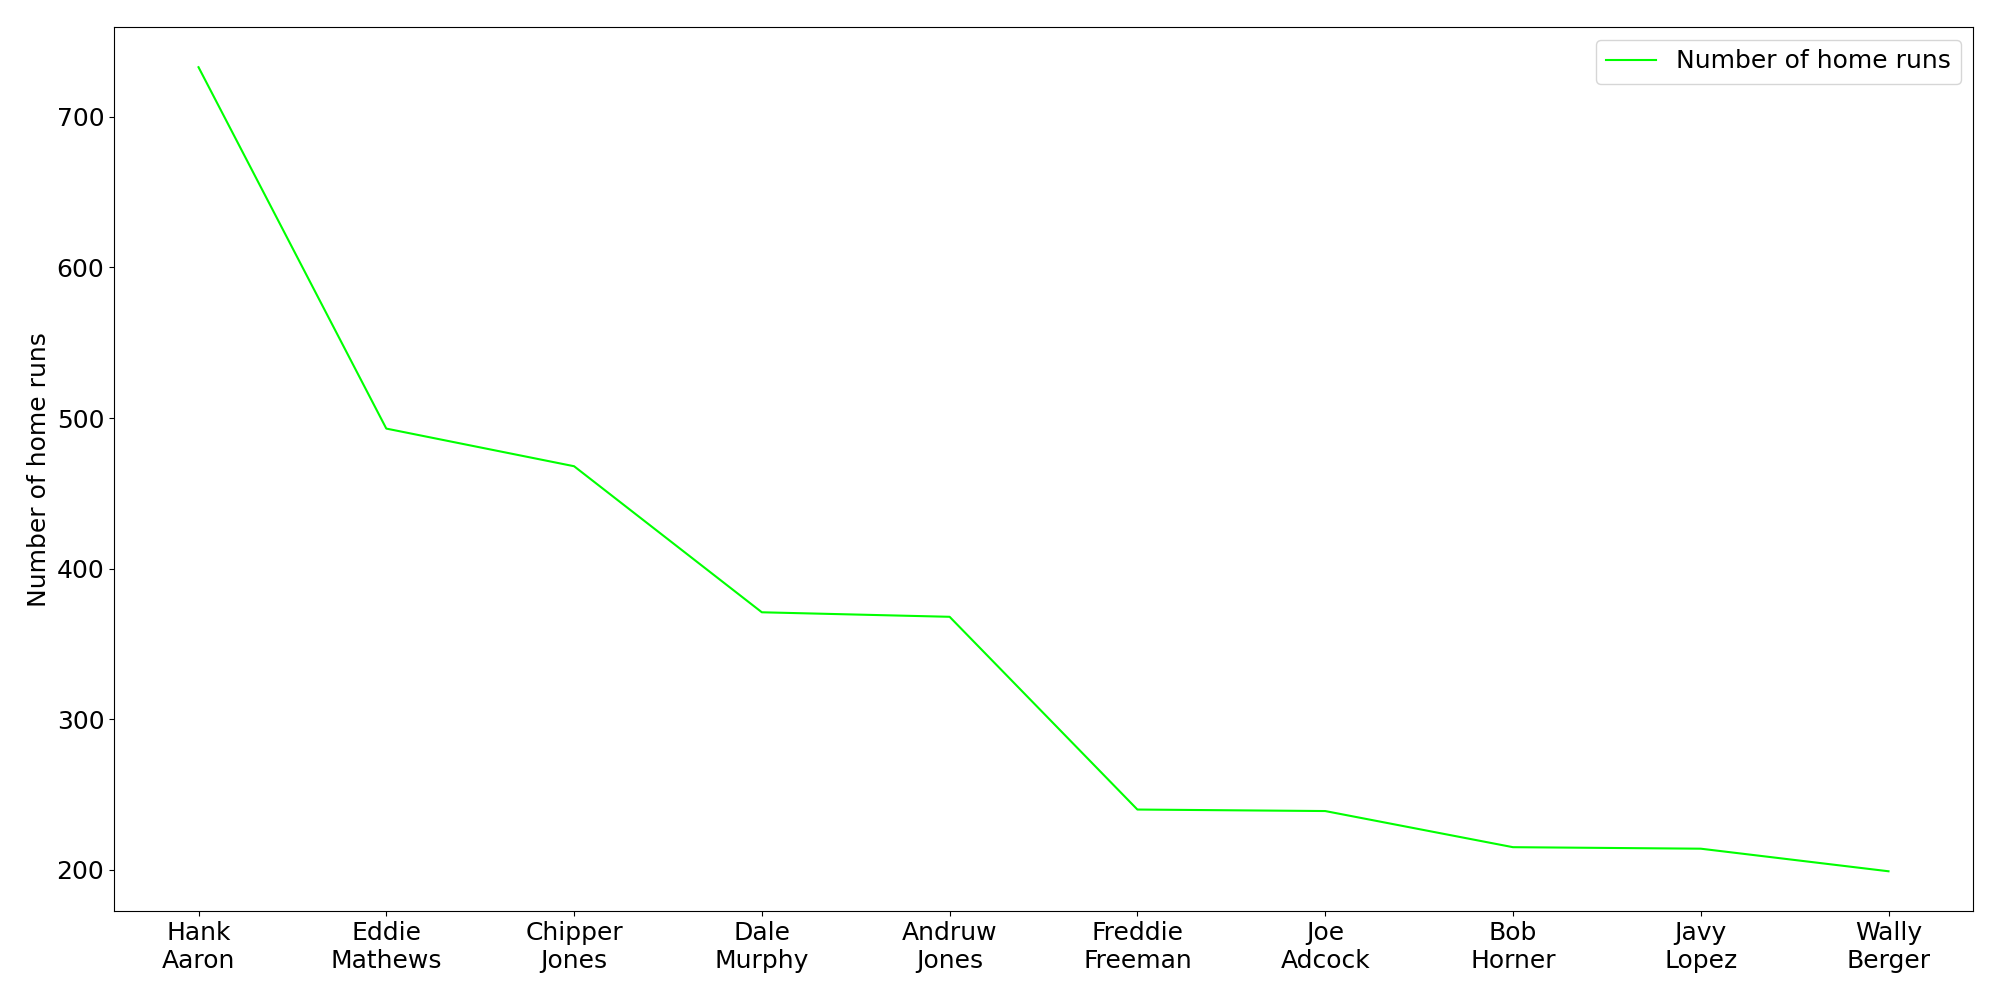 Number of home runs
700
600
500
400
300
200
Number of home runs
Hank
Aaron
Eddie
Mathews
Chipper
Jones
Dale
Murphy
Andruw
Jones
Freddie
Freeman
Joe
Adcock
Bob
Horner
Javy
Lopez
Wally
Berger